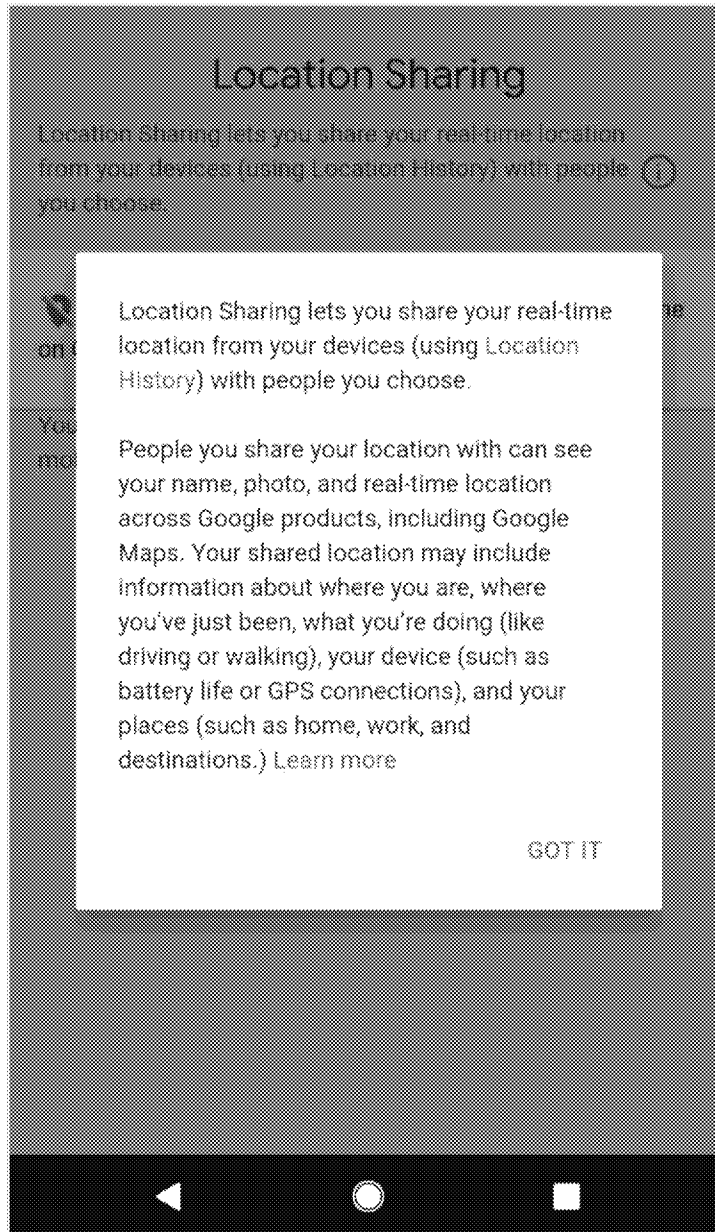 Location Sharing
Location Sharing lets you share your real-time location
from your devices (using Location History) with people
you choose.
Location Sharing lets you share your real-time
location from your devices (using Location
History) with people you choose.
on
You
People you share your location with can see
your name, photo, and real-time location
across Google products, including Google
Maps. Your shared location may include
information about where you are, where
you've just been, what you're doing (like
driving or walking), your device (such as
battery life or GPS connections), and your
places (such as home, work, and
destinations.) Learn more
GOT IT